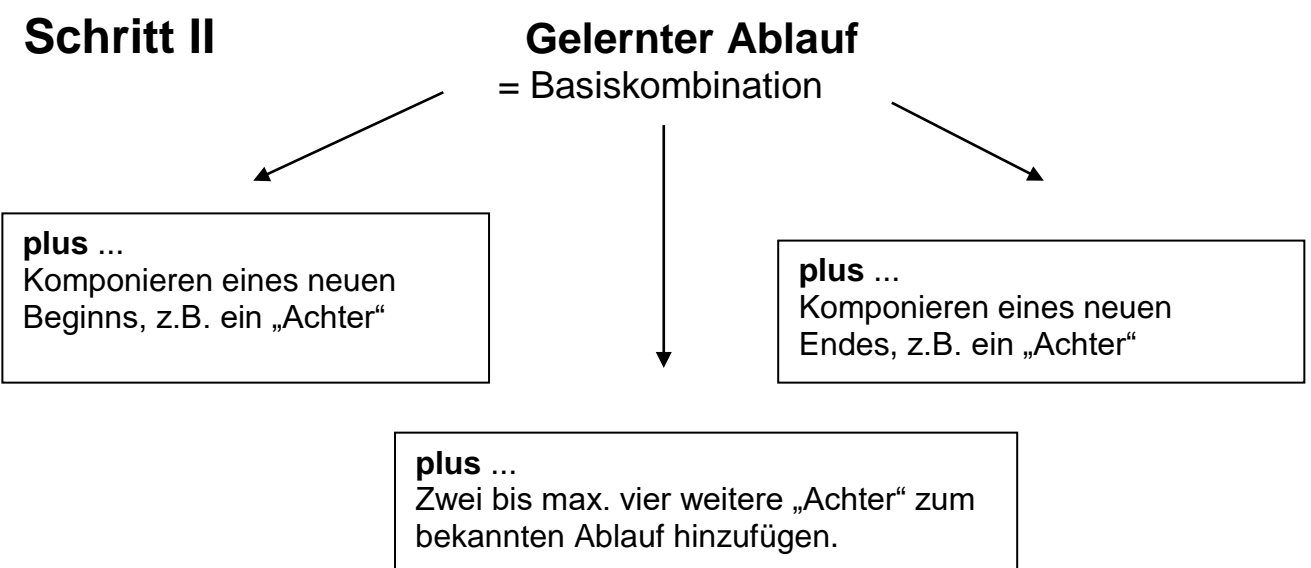 Schritt II
Gelernter Ablauf
= Basiskombination
plus ...
Komponieren eines neuen
Beginns, z.B. ein „Achter“
plus ...
Komponieren eines neuen
Endes, z.B. ein „Achter“
plus ...
Zwei bis max. vier weitere „Achter“ zum
bekannten Ablauf hinzufügen.